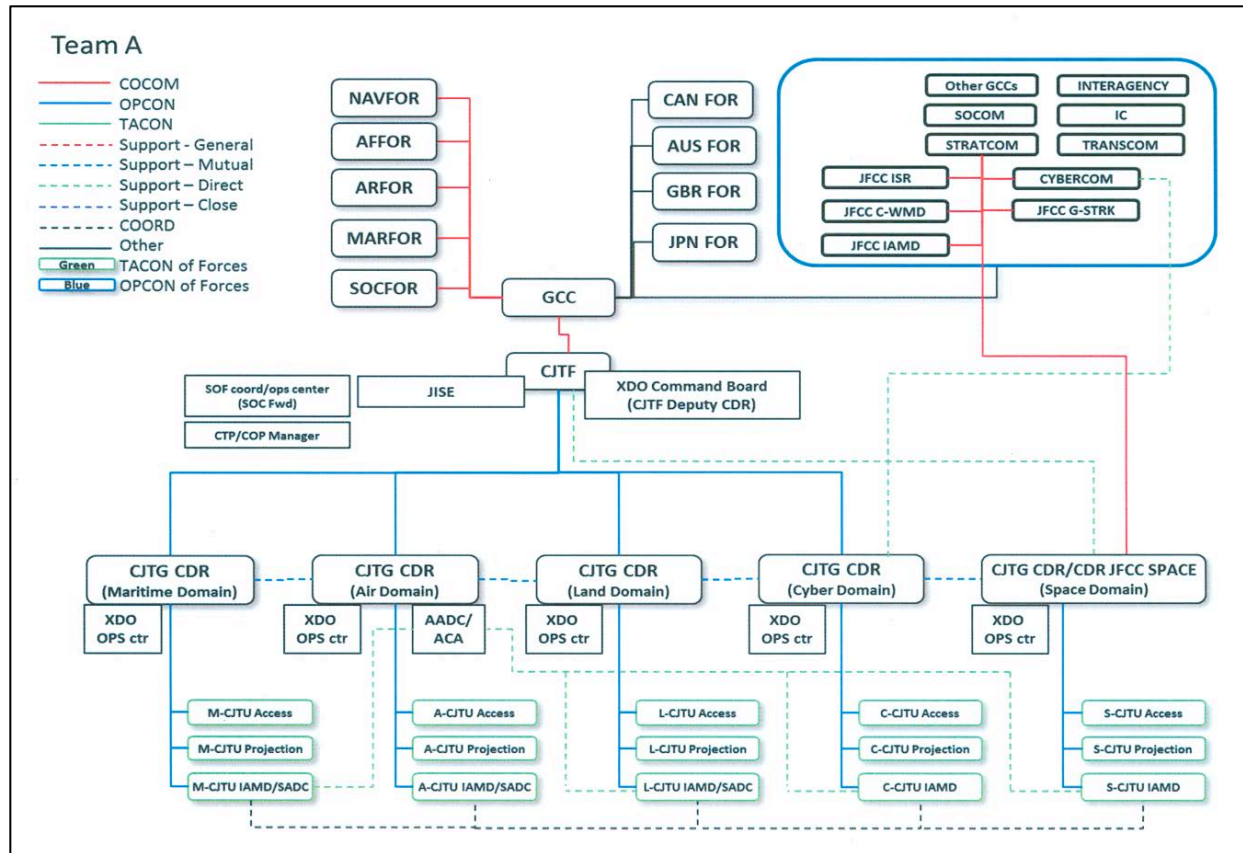 Team A
COCOM
OPCON
TACON
Support - General
Support – Mutual
Support – Direct
Support – Close
COORD
Other
Green TACON of Forces
Blue OPCON of Forces
NAVFOR
AFFOR
ARFOR
MARFOR
SOCFOR
CAN FOR
AUS FOR
GBR FOR
JPN FOR
Other GCCs
INTERAGENCY
SOCOM
IC
STRATCOM
TRANSCOM
JFCC ISR
CYBERCOM
JFCC C-WMD
JFCC G-STRK
JFCC IAMD
GCC
CJTF
SOF coord/ops center
(SOC Fwd)
JISE
XDO Command Board
(CJTF Deputy CDR)
CTP/COP Manager
CJTG CDR
(Maritime Domain)
CJTG CDR
(Air Domain)
CJTG CDR
(Land Domain)
CJTG CDR
(Cyber Domain)
CJTG CDR/CDR JFCC SPACE
(Space Domain)
XDO
OPS ctr
XDO
OPS ctr
AADC/
ACA
XDO
OPS ctr
XDO
OPS ctr
XDO
OPS ctr
M-CJTU Access
A-CJTU Access
L-CJTU Access
C-CJTU Access
S-CJTU Access
M-CJTU Projection
A-CJTU Projection
L-CJTU Projection
C-CJTU Projection
S-CJTU Projection
M-CJTU IAMD/SADC
A-CJTU IAMD/SADC
L-CJTU IAMD/SADC
C-CJTU IAMD
S-CJTU IAMD